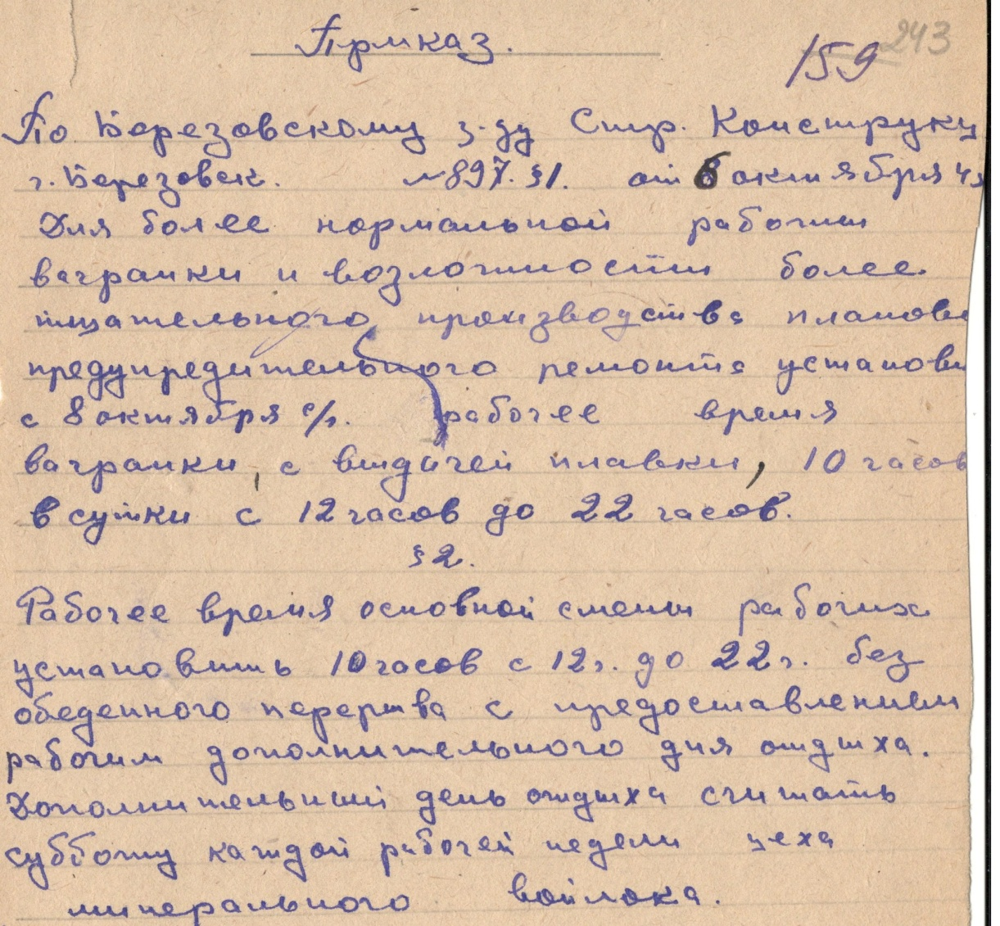 243
Приказ.
159
По Березовскому з-ду Стр. Конструкц
г. Березовск. №897. §1. от 6 октября 4
Для более нормальной работы
вагранки и возможности более
тщательного производства планово
предупредительного ремонта установи
с 8 октября с/г. рабочее время
вагранки, с выдачей плавки, 10 часов
в сутки с 12 часов до 22 часов.
§2.
Рабочее время основной смены рабочих
установить 10 часов с 12 г. до 22 г. без
обеденного перерыва с предоставлением
рабочим дополнительного дня отдыха.
Дополнительный день отдыха считать
субботу каждой рабочей недели цеха
минерального войлока.